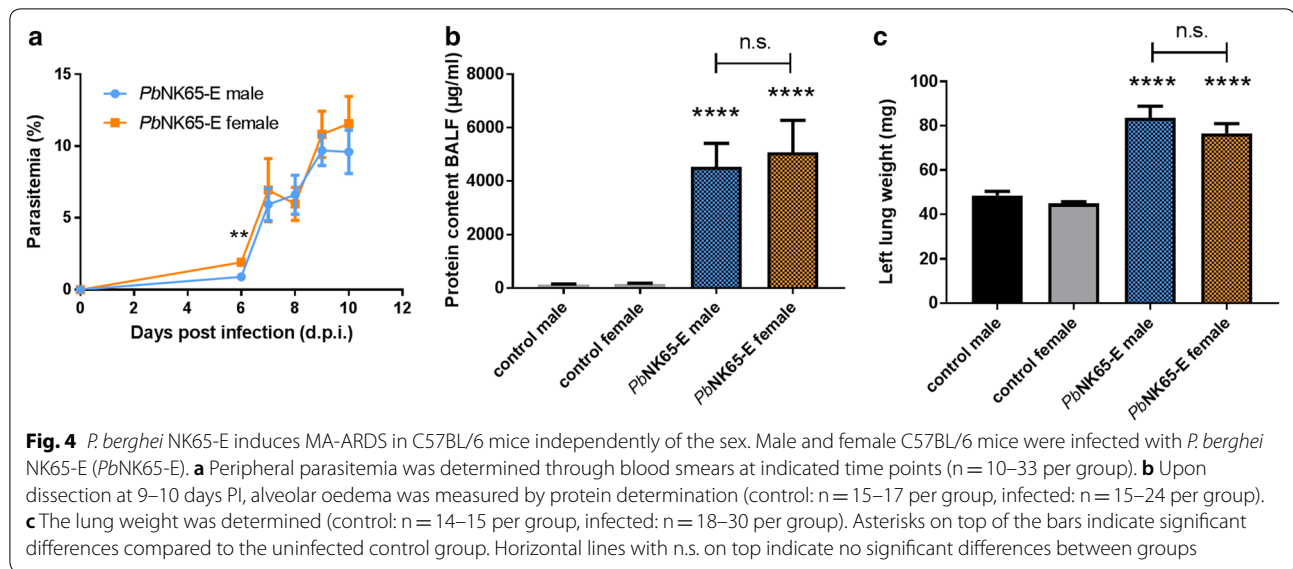 a
15
10
5
0
Parasitemia (%)
PbNK65-E male
PbNK65-E female
**
0 2 4 6 8 10 12
Days post infection (d.p.i.)
b
n.s.
8000
6000
4000
2000
0
Protein content BALF (µg/ml)
****
****
control male
control female
PbNK65-E male
PbNK65-E female
c
n.s.
100
80
60
40
20
0
Left lung weight (mg)
****
****
control male
control female
PbNK65-E male
PbNK65-E female
Fig. 4 P. berghei NK65-E induces MA-ARDS in C57BL/6 mice independently of the sex. Male and female C57BL/6 mice were infected with P. berghei
NK65-E (PbNK65-E). a Peripheral parasitemia was determined through blood smears at indicated time points (n = 10–33 per group). b Upon
dissection at 9–10 days PI, alveolar oedema was measured by protein determination (control: n = 15–17 per group, infected: n = 15–24 per group).
c The lung weight was determined (control: n = 14–15 per group, infected: n = 18–30 per group). Asterisks on top of the bars indicate significant
differences compared to the uninfected control group. Horizontal lines with n.s. on top indicate no significant differences between groups